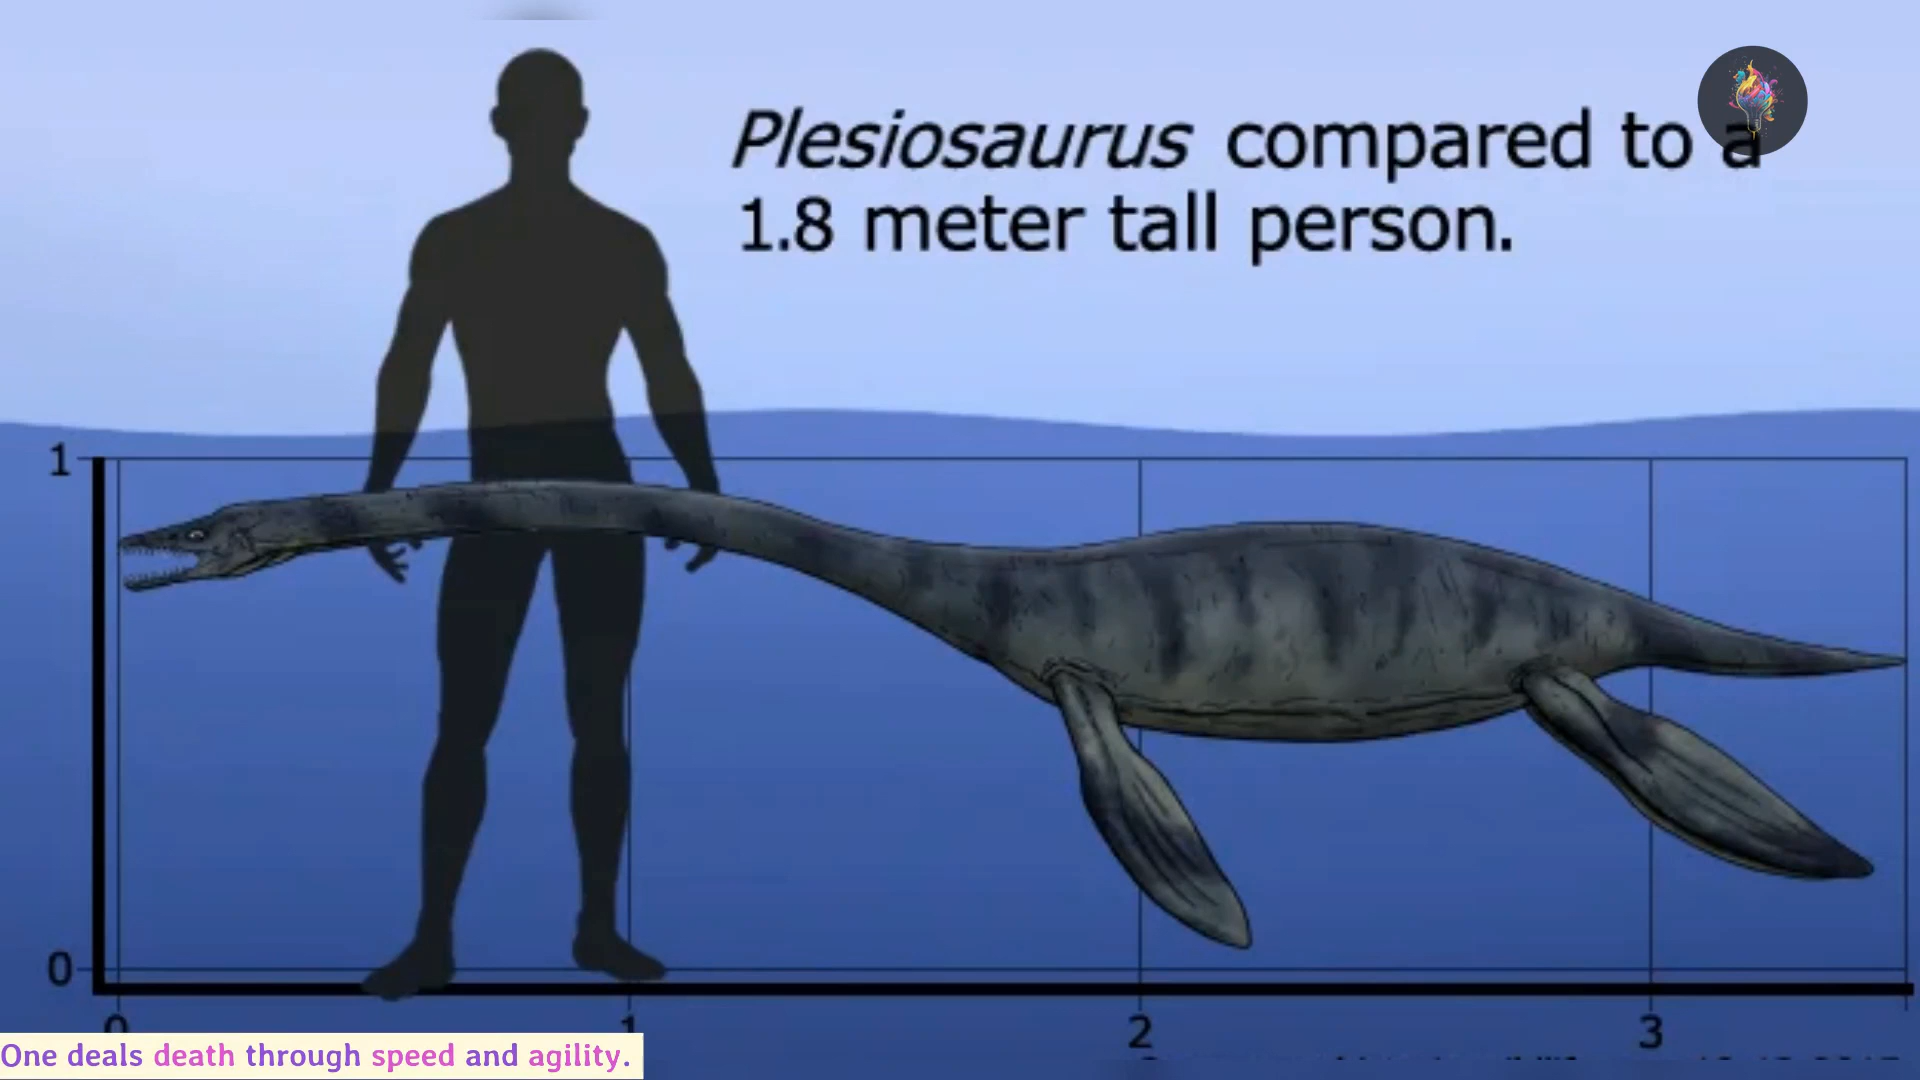 Plesiosaurus compared to a
1.8 meter tall person.
1
0
0 1 2 3
One deals death through speed and agility.